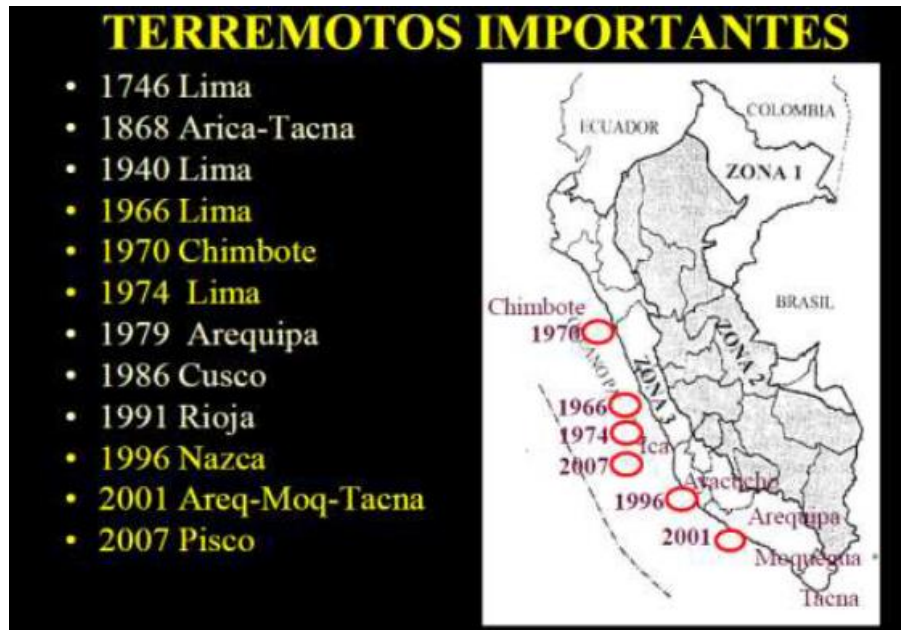 TERREMOTOS IMPORTANTES
• 1746 Lima
• 1868 Arica-Tacna
• 1940 Lima
• 1966 Lima
• 1970 Chimbote
• 1974 Lima
• 1979 Arequipa
• 1986 Cusco
• 1991 Rioja
• 1996 Nazca
• 2001 Areq-Moq-Tacna
• 2007 Pisco
ECUADOR
COLOMBIA
ZONA 1
BRASIL
Chimbote
1970
ZONA 2
ZONA 3
1966
1974
Ica
2007
Ayacucho
1996
Arequipa
2001
Moquegua
Tacna